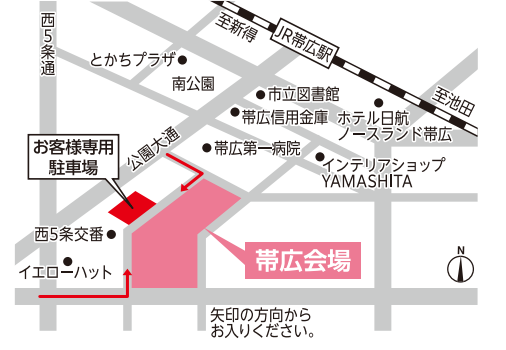 西5条通
至新得
JR帯広駅
とかちプラザ
南公園
市立図書館
帯広信用金庫
ホテル日航
ノースランド帯広
至池田
公園大通
帯広第一病院
インテリアショップ
YAMASHITA
お客様専用
駐車場
西5条交番
イエローハット
帯広会場
N
矢印の方向から
お入りください。